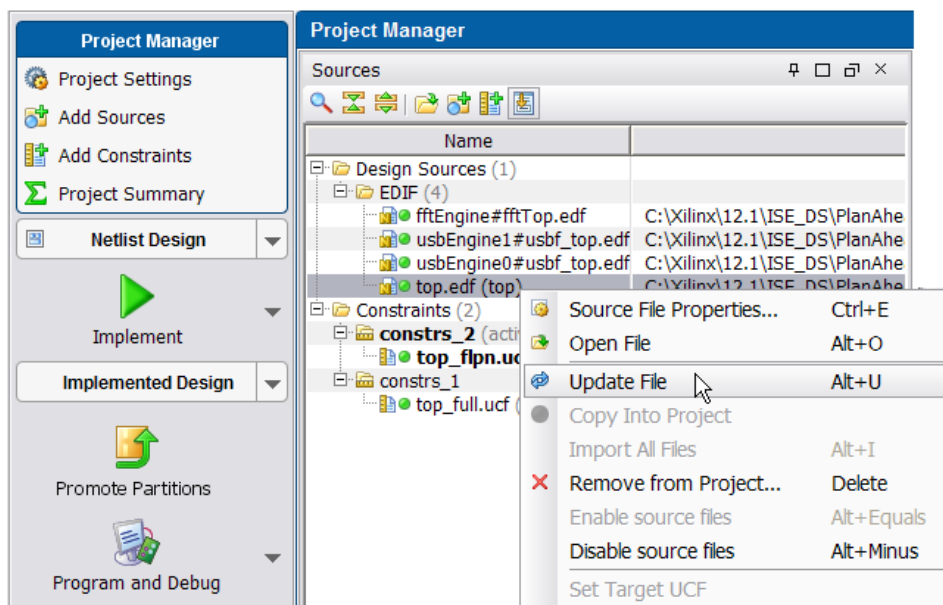 Project Manager
Project Settings
Add Sources
Add Constraints
Project Summary
Netlist Design
Implement
Implemented Design
Promote Partitions
Program and Debug
Project Manager
Sources
Name
Design Sources (1)
EDIF (4)
fftEngine#fftTop.edf C:\Xilinx\12.1\ISE_DS\PlanAhe
usbEngine1#usbf_top.edf C:\Xilinx\12.1\ISE_DS\PlanAhe
usbEngine0#usbf_top.edf C:\Xilinx\12.1\ISE_DS\PlanAhe
top.edf (top) C:\Xilinx\12.1\ISE_DS\PlanAhe
Constraints (2)
constrs_2 (acti
top_flpn.uc
constrs_1
top_full.ucf (
Source File Properties... Ctrl+E
Open File Alt+O
Update File Alt+U
Copy Into Project
Import All Files Alt+I
Remove from Project... Delete
Enable source files Alt+Equals
Disable source files Alt+Minus
Set Target UCF